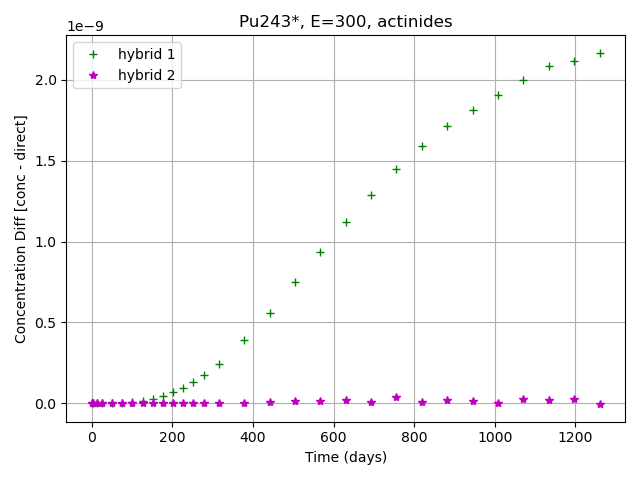 Pu243*, E=300, actinides
1e−9
hybrid 1
hybrid 2
2.0
1.5
1.0
0.5
0.0
Concentration Diff [conc - direct]
0 200 400 600 800 1000 1200
Time (days)